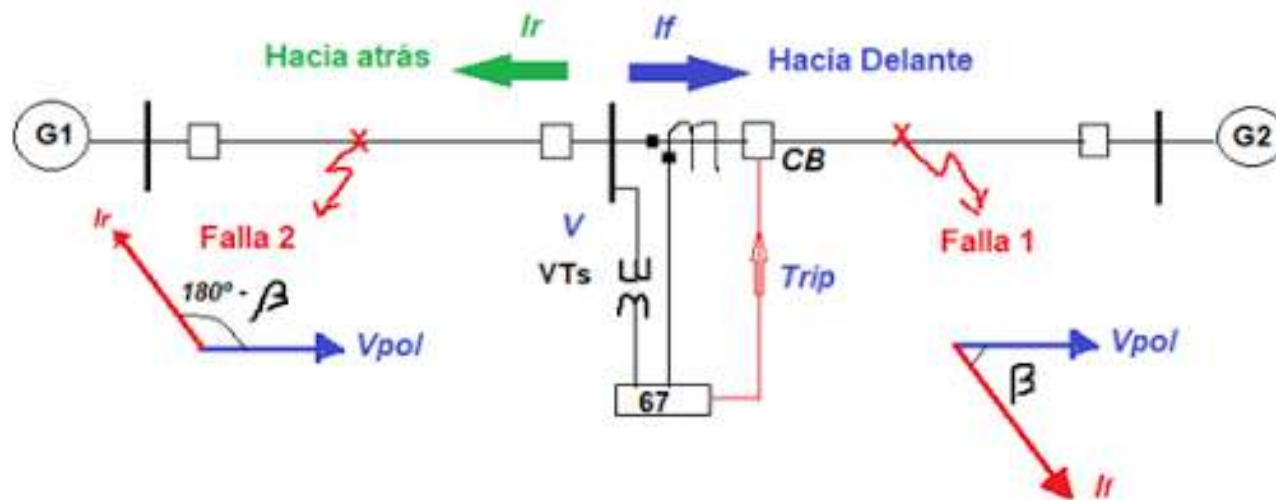 Ir
If
Hacia atrás
Hacia Delante
G1
G2
CB
Ir
Falla 2
V
Falla 1
VTs
Trip
180º - β
Vpol
Vpol
β
67
If